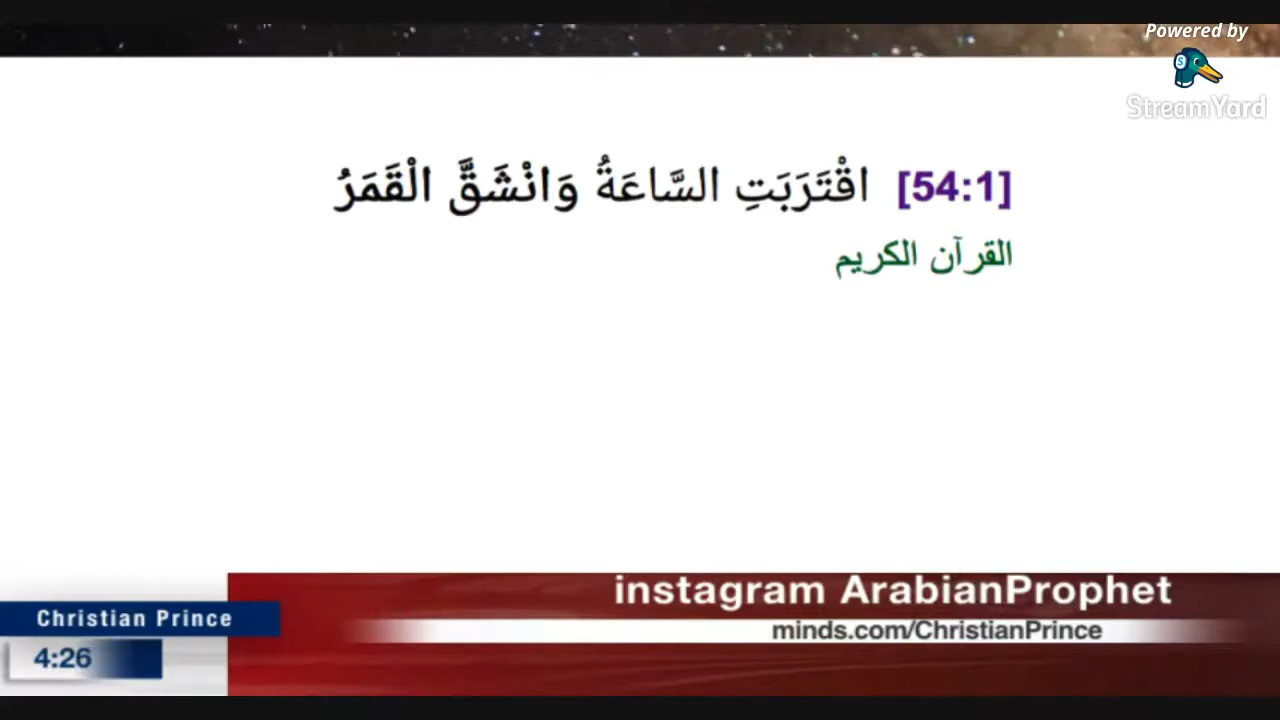 Powered by
StreamYard
[54:1] اقْتَرَبَتِ السَّاعَةُ وَانْشَقَّ الْقَمَرُ
القرآن الكريم
instagram ArabianProphet
Christian Prince
minds.com/ChristianPrince
4:26